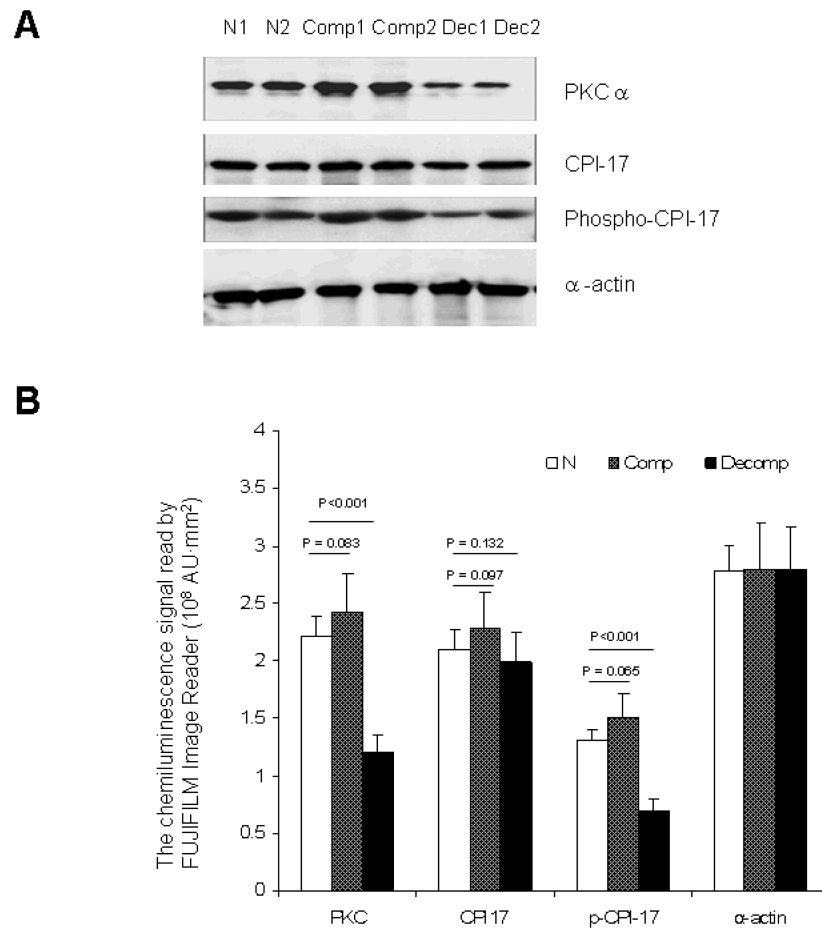 A
N1 N2 Comp1 Comp2 Dec1 Dec2
PKC α
CPI-17
Phospho-CPI-17
α-actin
B
The chemiluminescence signal read by
FUJIFILM Image Reader (10⁸ AU·mm²)
4
3.5
3
2.5
2
1.5
1
0.5
0
N Comp Decomp
P<0.001
P = 0.083
P = 0.132
P = 0.097
P<0.001
P = 0.065
PKC CPI17 p-CPI-17 α-actin